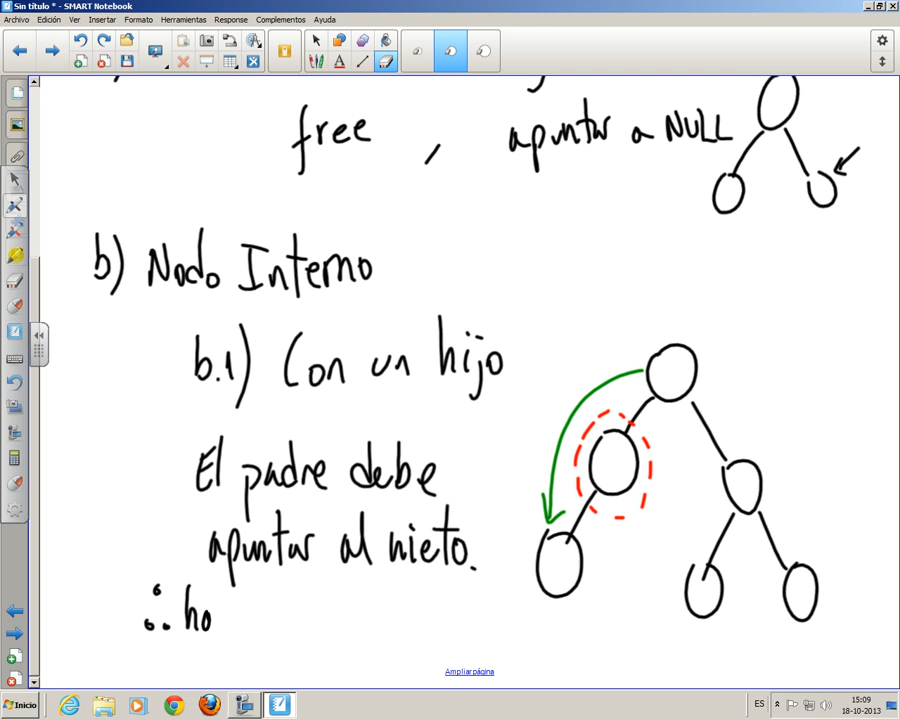 Sin título * - SMART Notebook
Archivo Edición Ver Insertar Formato Herramientas Response Complementos Ayuda
free , apuntar a NULL
b) Nodo Interno
b.1) Con un hijo
El padre debe
apuntar al nieto.
∴ ho
Ampliar página
Inicio
ES
15:09
18-10-2013